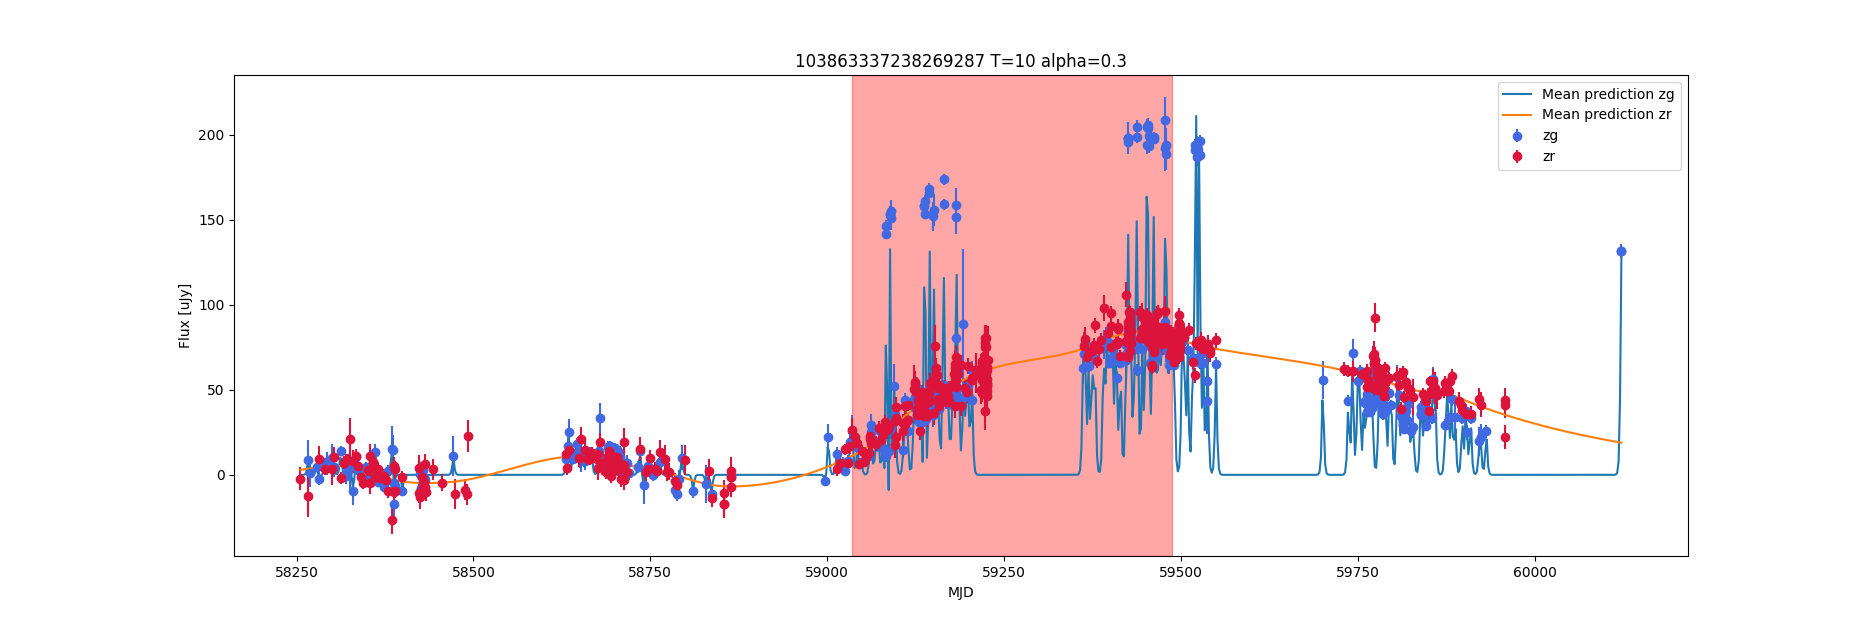 103863337238269287 T=10 alpha=0.3
Mean prediction zg
Mean prediction zr
zg
zr
200
150
100
50
0
Flux [uJy]
58250 58500 58750 59000 59250 59500 59750 60000
MJD